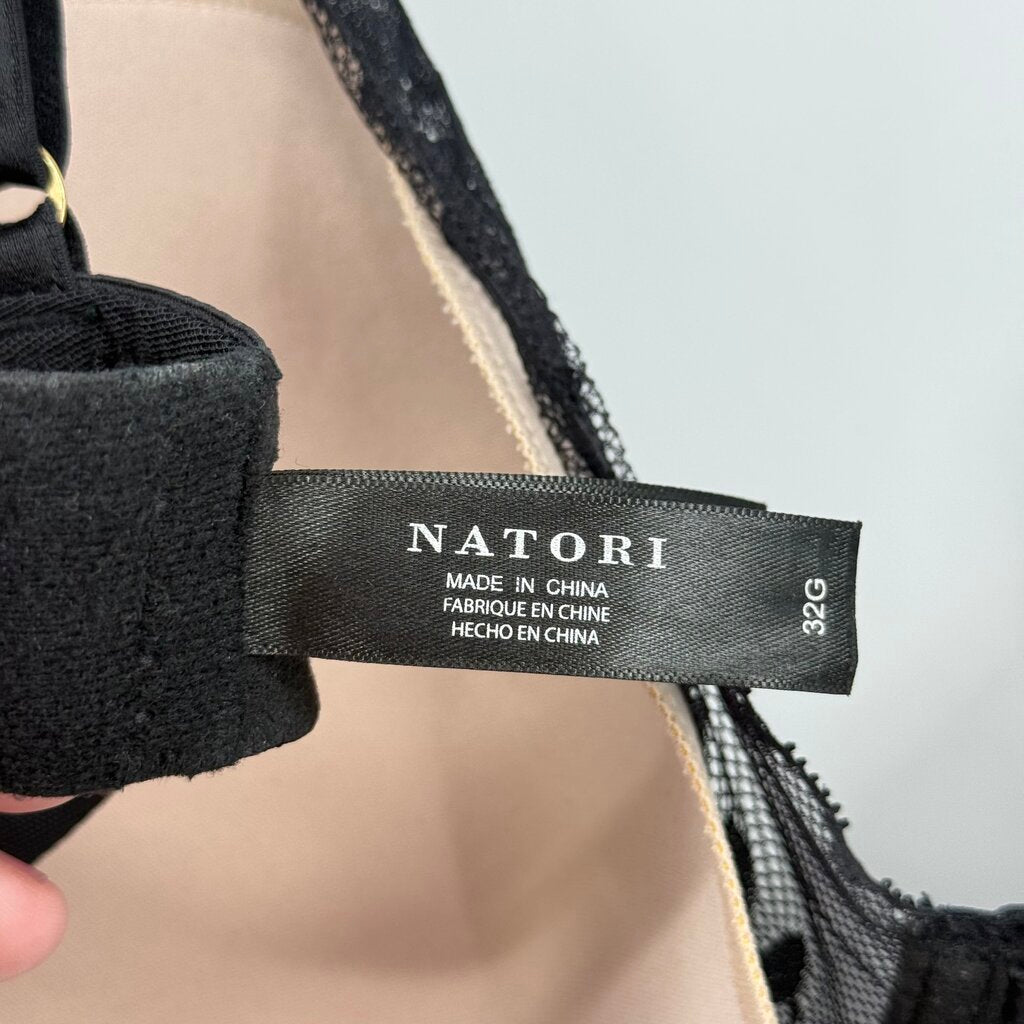 NATORI
MADE IN CHINA
FABRIQUE EN CHINE
HECHO EN CHINA
32G